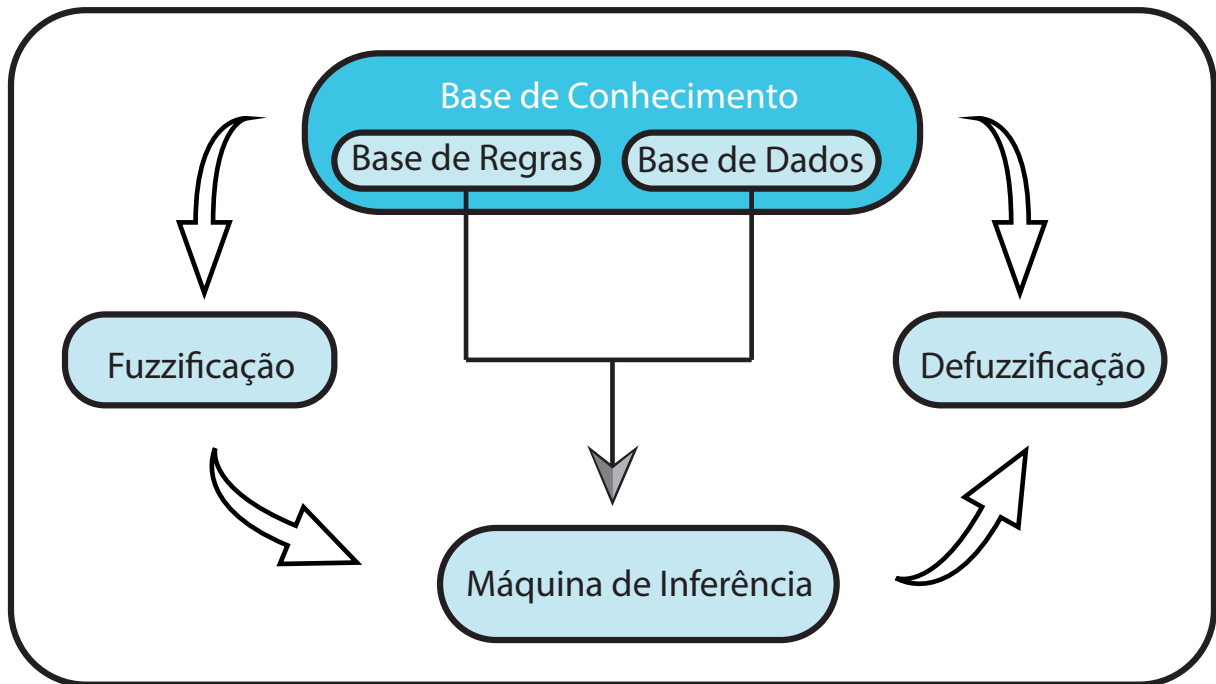 Base de Conhecimento
Base de Regras
Base de Dados
Fuzzificação
Defuzzificação
Máquina de Inferência